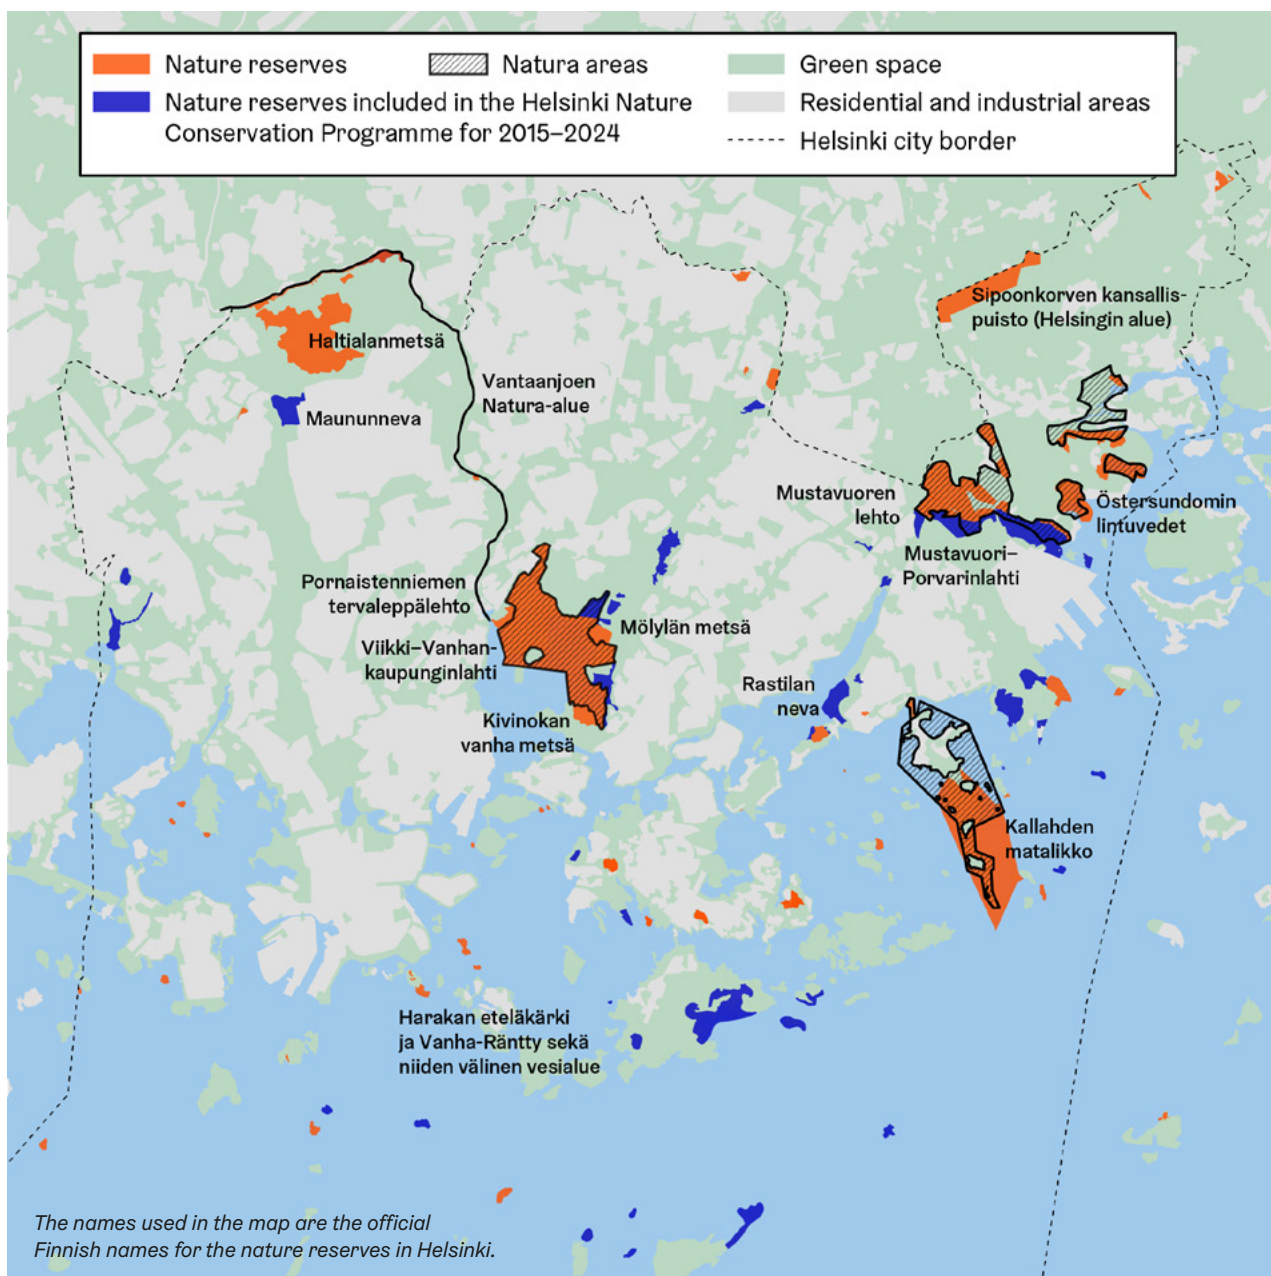 Nature reserves
Natura areas
Green space
Nature reserves included in the Helsinki Nature
Conservation Programme for 2015–2024
Residential and industrial areas
Helsinki city border
Sipoonkorven kansallis-
puisto (Helsingin alue)
Haltialanmetsä
Vantaanjoen
Natura-alue
Maununneva
Mustavuoren
lehto
Östersundomin
lintuvedet
Mustavuori–
Porvarinlahti
Pornaistenniemen
tervaleppälehto
Mölylän metsä
Viikki–Vanhan-
kaupunginlahti
Rastilan
neva
Kivinokan
vanha metsä
Kallahden
matalikko
Harakan eteläkärki
ja Vanha-Räntty sekä
niiden välinen vesialue
The names used in the map are the official
Finnish names for the nature reserves in Helsinki.